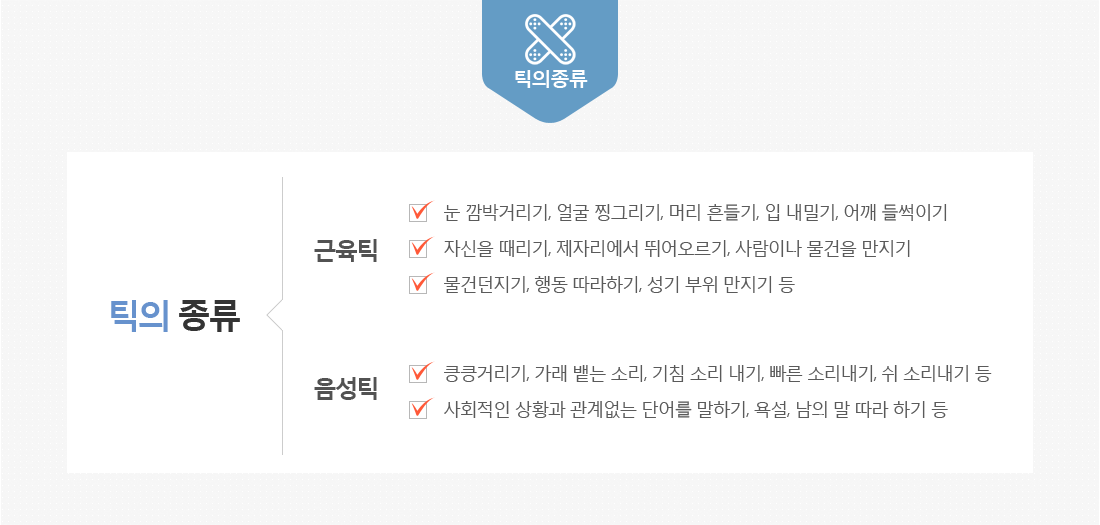 틱의종류
근육틱
눈 깜박거리기, 얼굴 찡그리기, 머리 흔들기, 입 내밀기, 어깨 들썩이기
자신을 때리기, 제자리에서 뛰어오르기, 사람이나 물건을 만지기
물건던지기, 행동 따라하기, 성기 부위 만지기 등
틱의 종류
음성틱
킁킁거리기, 가래 뱉는 소리, 기침 소리 내기, 빠른 소리내기, 쉬 소리내기 등
사회적인 상황과 관계없는 단어를 말하기, 욕설, 남의 말 따라 하기 등